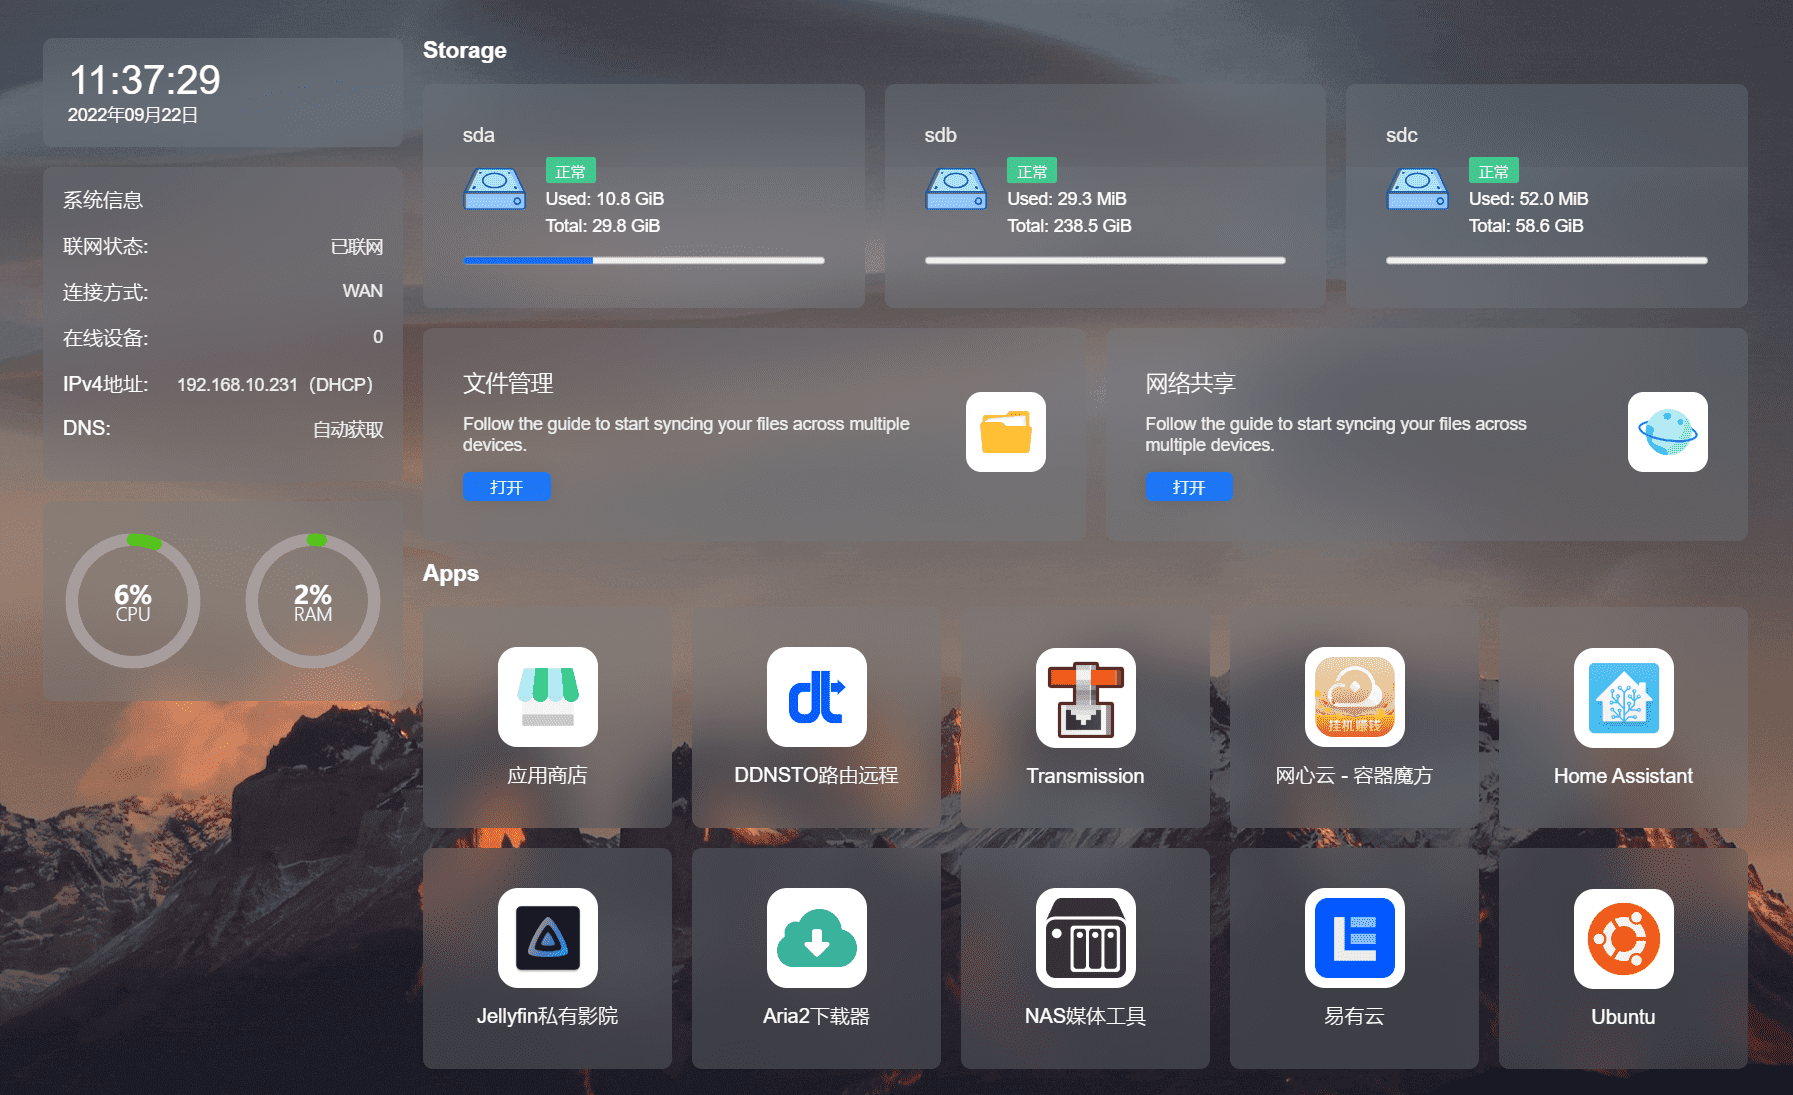 11:37:29
2022年09月22日
系统信息
联网状态: 已联网
连接方式: WAN
在线设备: 0
IPv4地址: 192.168.10.231（DHCP）
DNS: 自动获取
6%
CPU
2%
RAM
Storage
sda
正常
Used: 10.8 GiB
Total: 29.8 GiB
sdb
正常
Used: 29.3 MiB
Total: 238.5 GiB
sdc
正常
Used: 52.0 MiB
Total: 58.6 GiB
文件管理
Follow the guide to start syncing your files across multiple
devices.
打开
网络共享
Follow the guide to start syncing your files across
multiple devices.
打开
Apps
应用商店
DDNSTO路由远程
Transmission
挂机赚钱
网心云 - 容器魔方
Home Assistant
Jellyfin私有影院
Aria2下载器
NAS媒体工具
易有云
Ubuntu